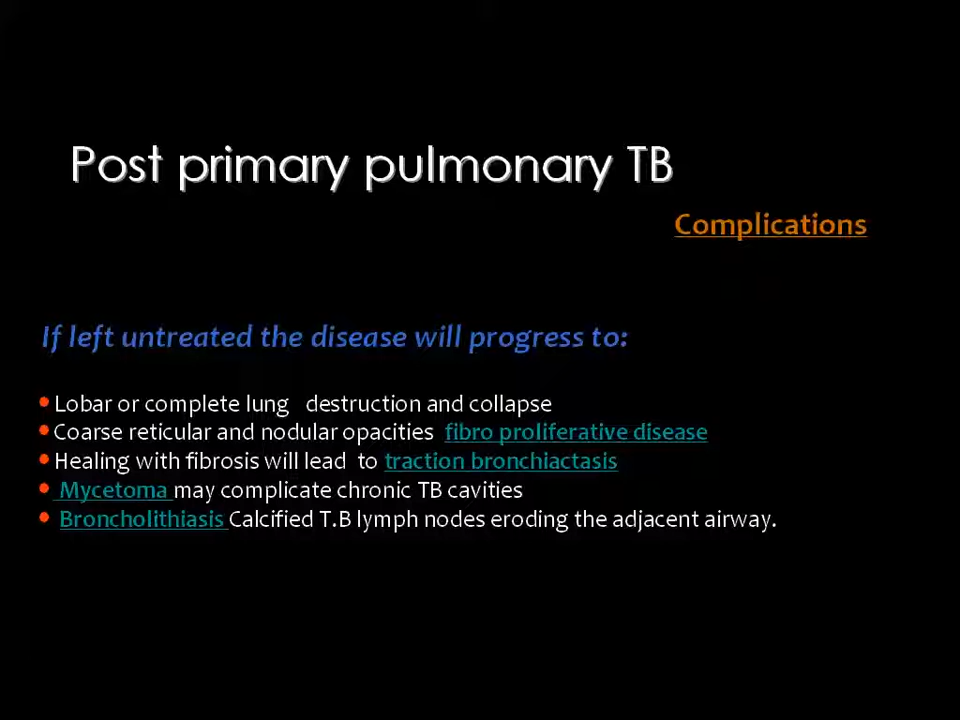 Post primary pulmonary TB
Complications
If left untreated the disease will progress to:
• Lobar or complete lung destruction and collapse
• Coarse reticular and nodular opacities fibro proliferative disease
• Healing with fibrosis will lead to traction bronchiactasis
• Mycetoma may complicate chronic TB cavities
• Broncholithiasis Calcified T.B lymph nodes eroding the adjacent airway.